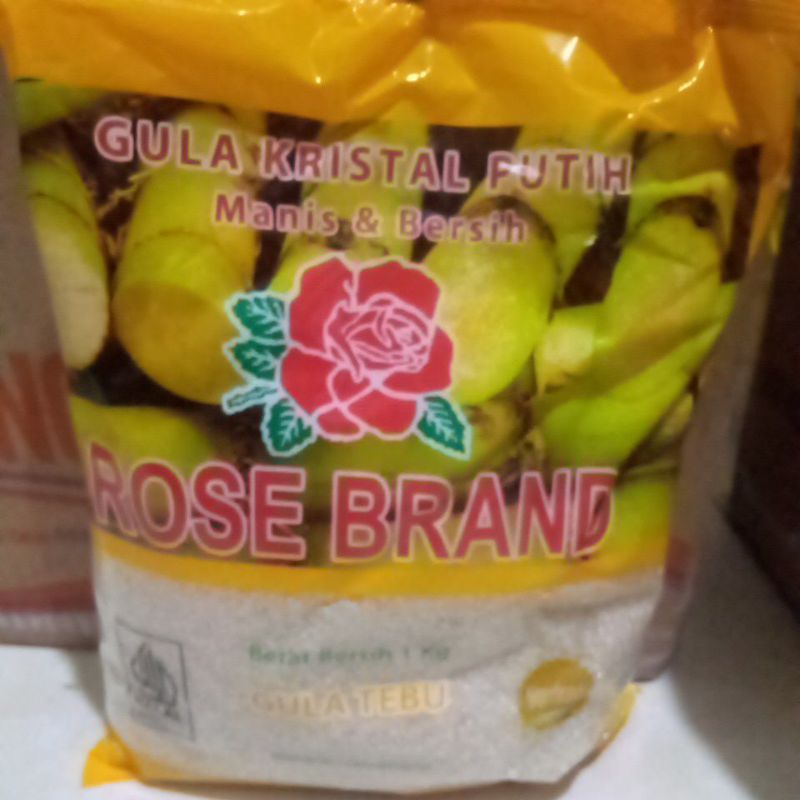 GULA KRISTAL PUTIH
Manis & Bersih
ROSE BRAND
Berat Bersih 1 Kg
GULA TEBU